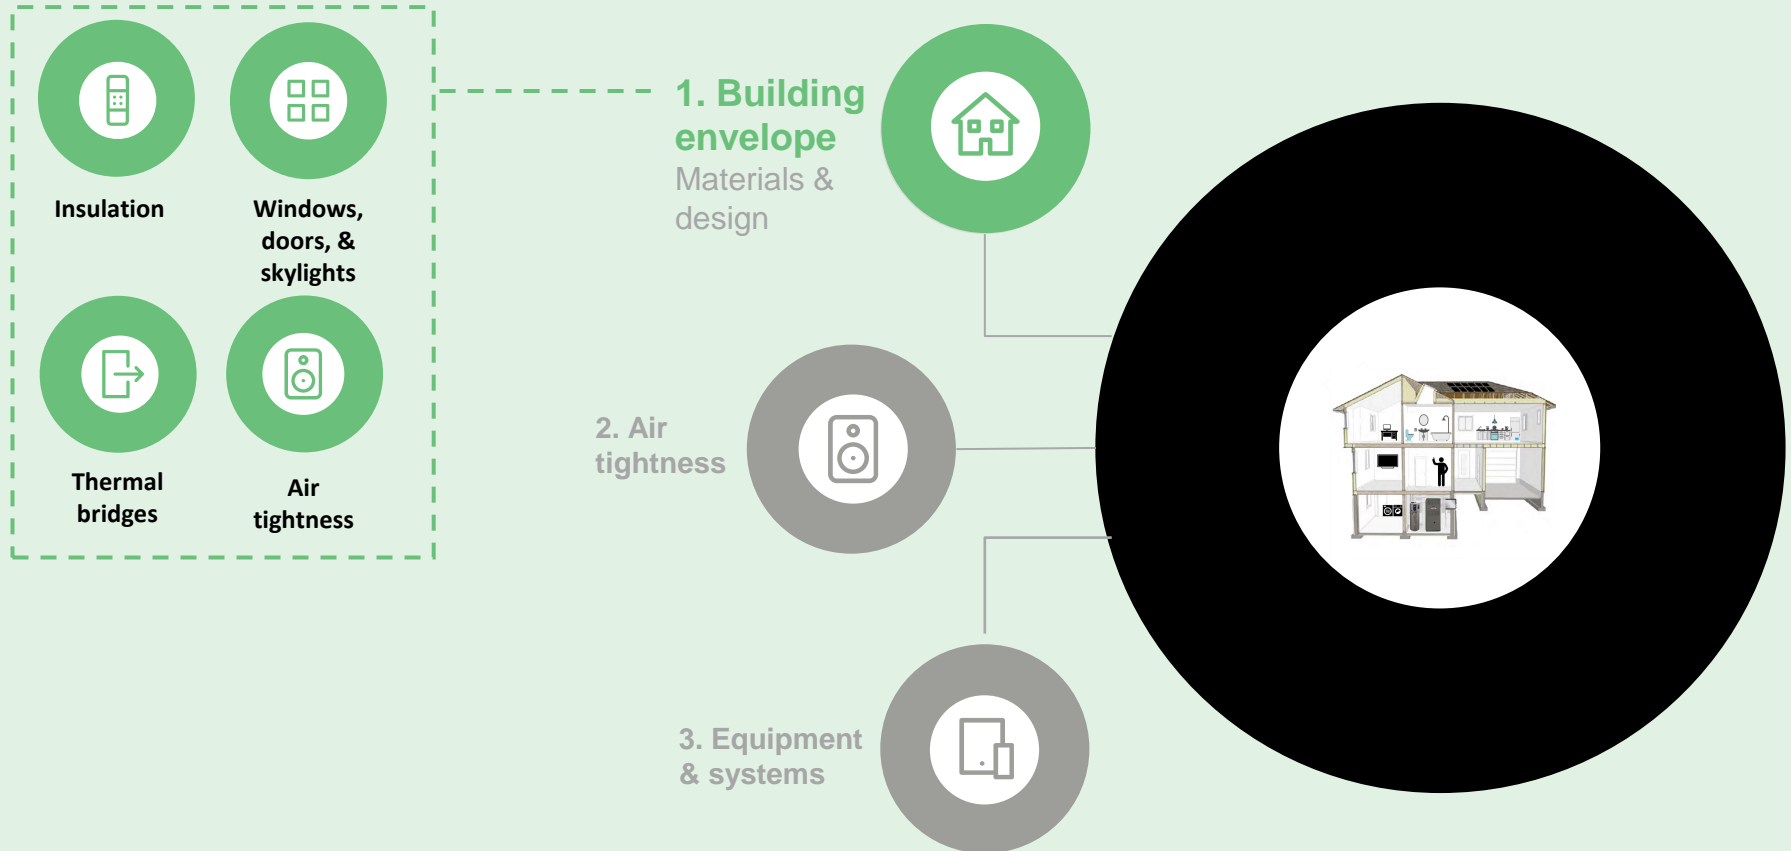 Insulation
Windows,
doors, &
skylights
Thermal
bridges
Air
tightness
1. Building
envelope
Materials &
design
2. Air
tightness
3. Equipment
& systems